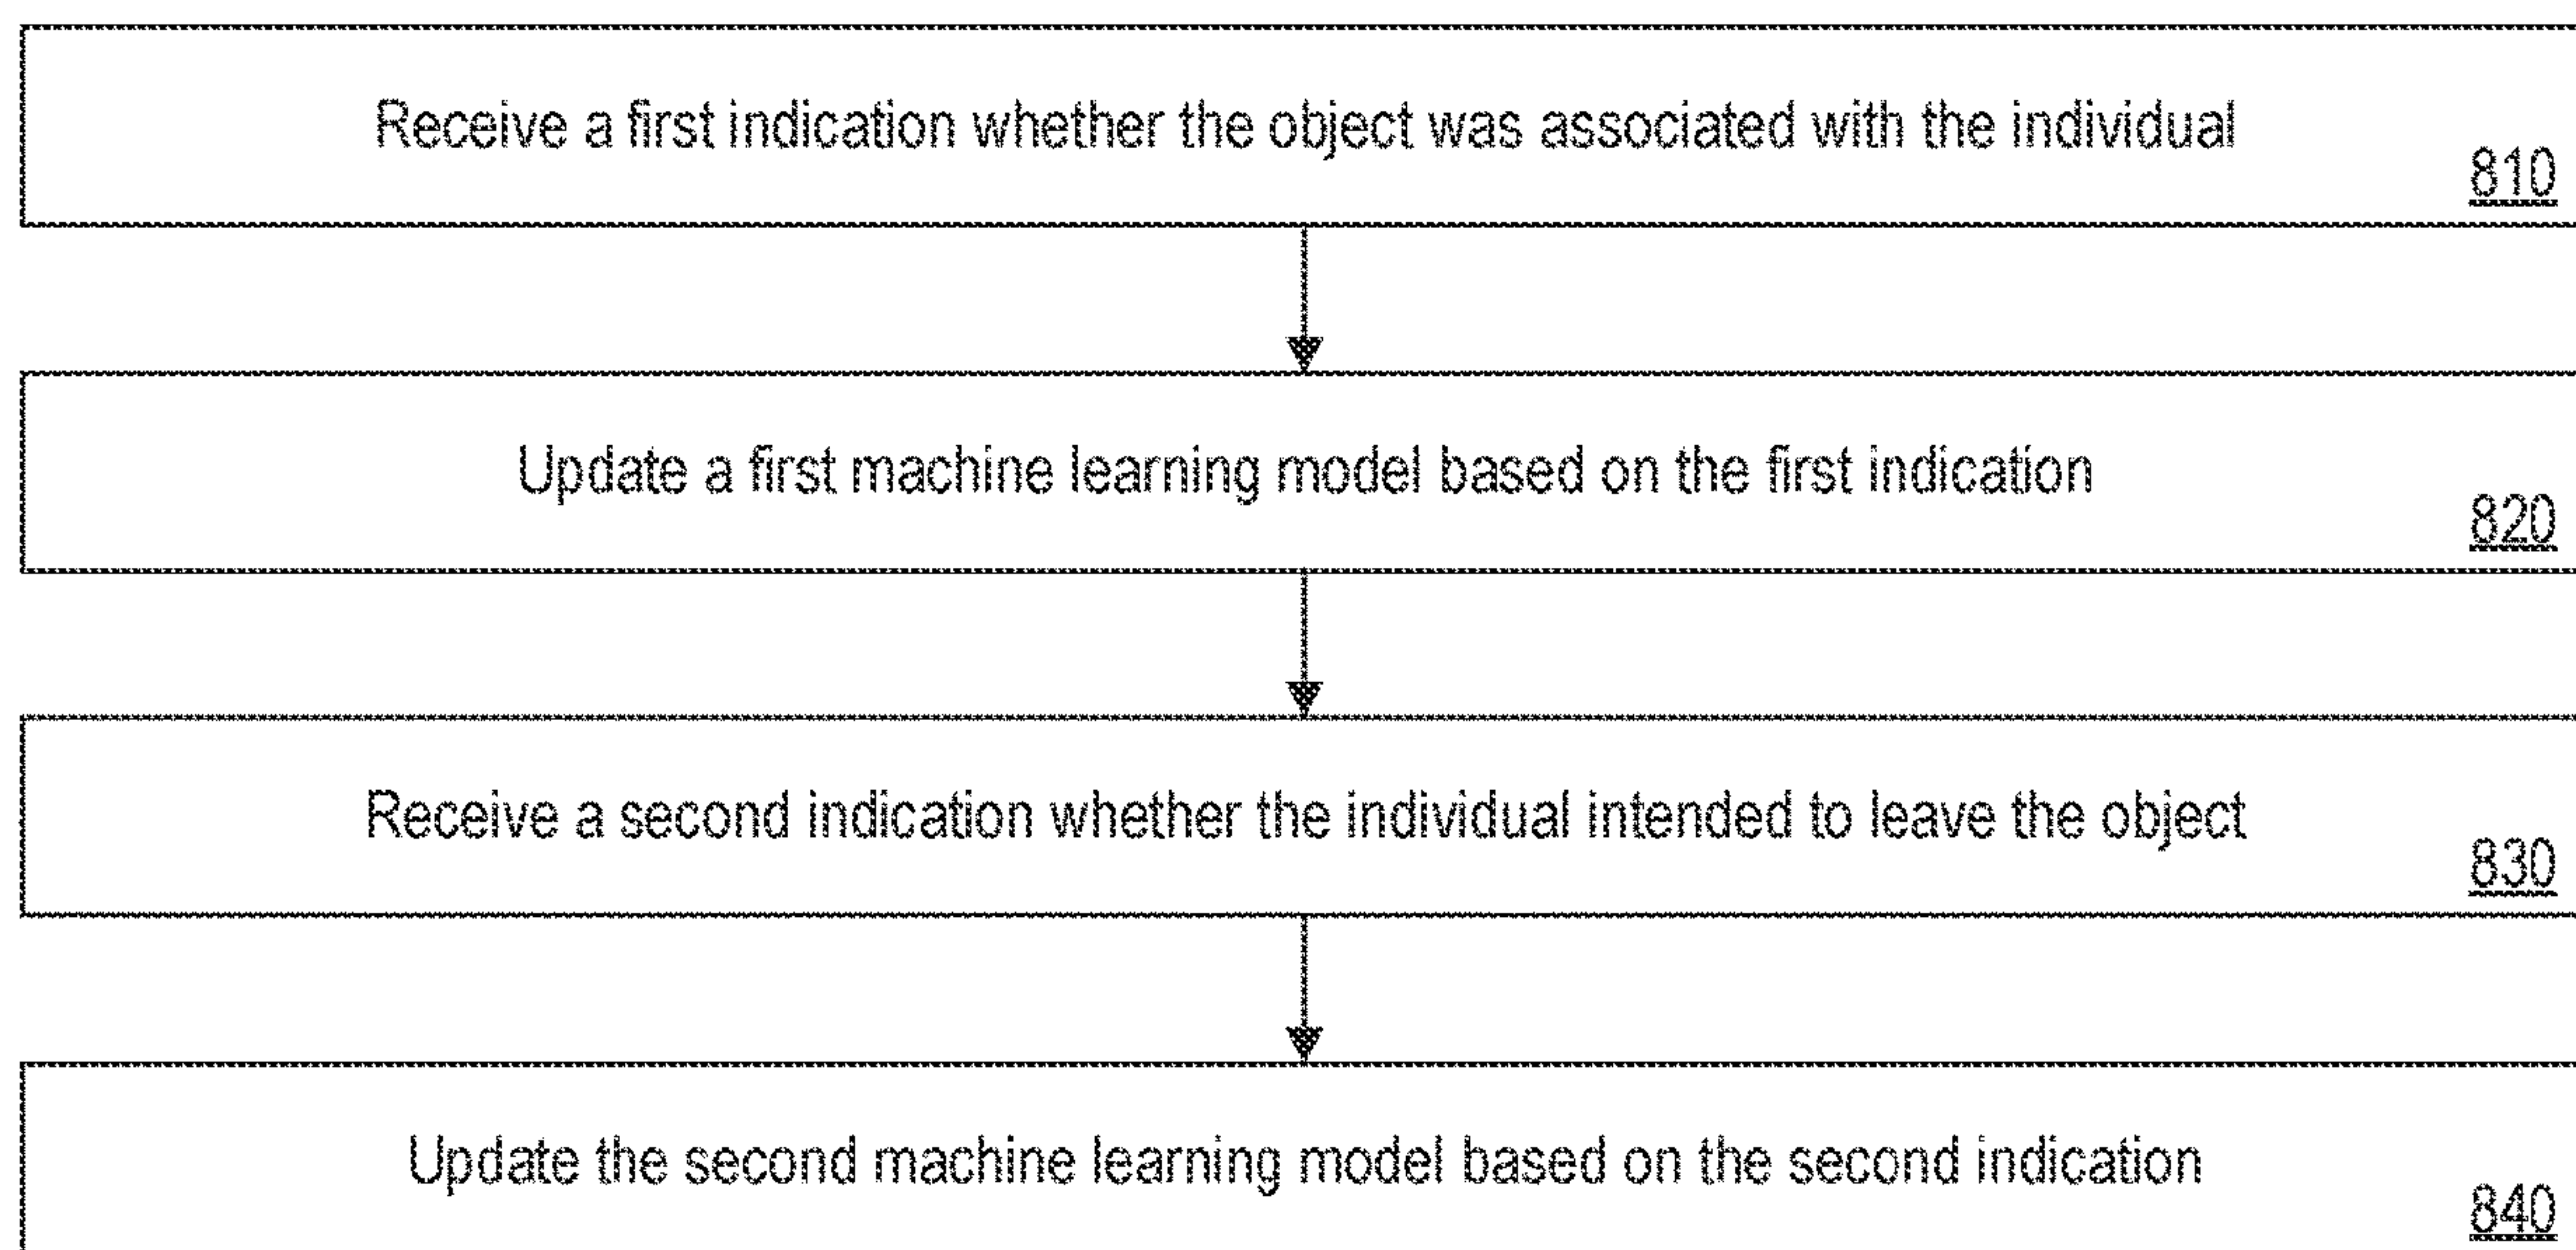 Receive a first indication whether the object was associated with the individual
810
Update a first machine learning model based on the first indication
820
Receive a second indication whether the individual intended to leave the object
830
Update the second machine learning model based on the second indication
840